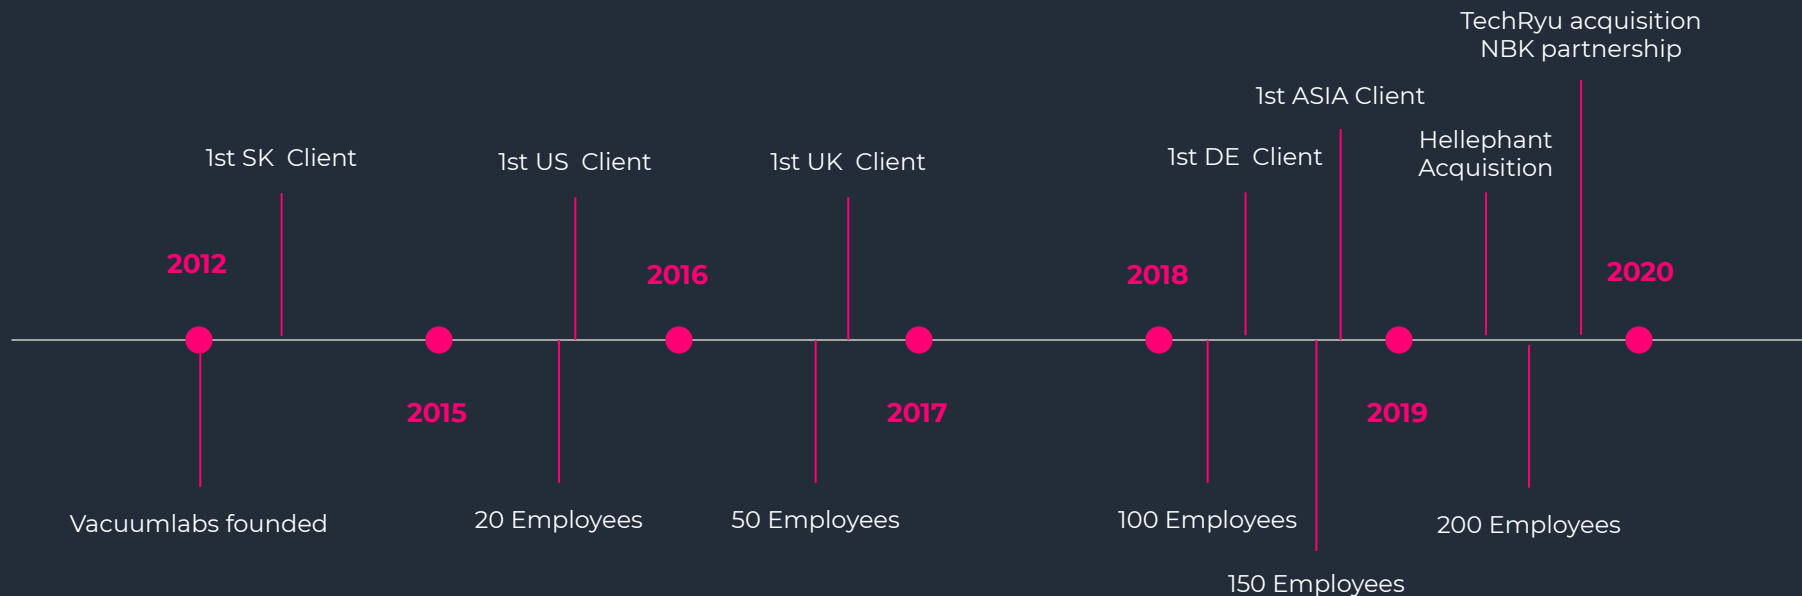 TechRyu acquisition
NBK partnership
1st ASIA Client
Hellephant
Acquisition
1st SK  Client
1st US  Client
1st UK  Client
1st DE  Client
2012
2016
2018
2020
2015
2017
2019
Vacuumlabs founded
20 Employees
50 Employees
100 Employees
200 Employees
150 Employees